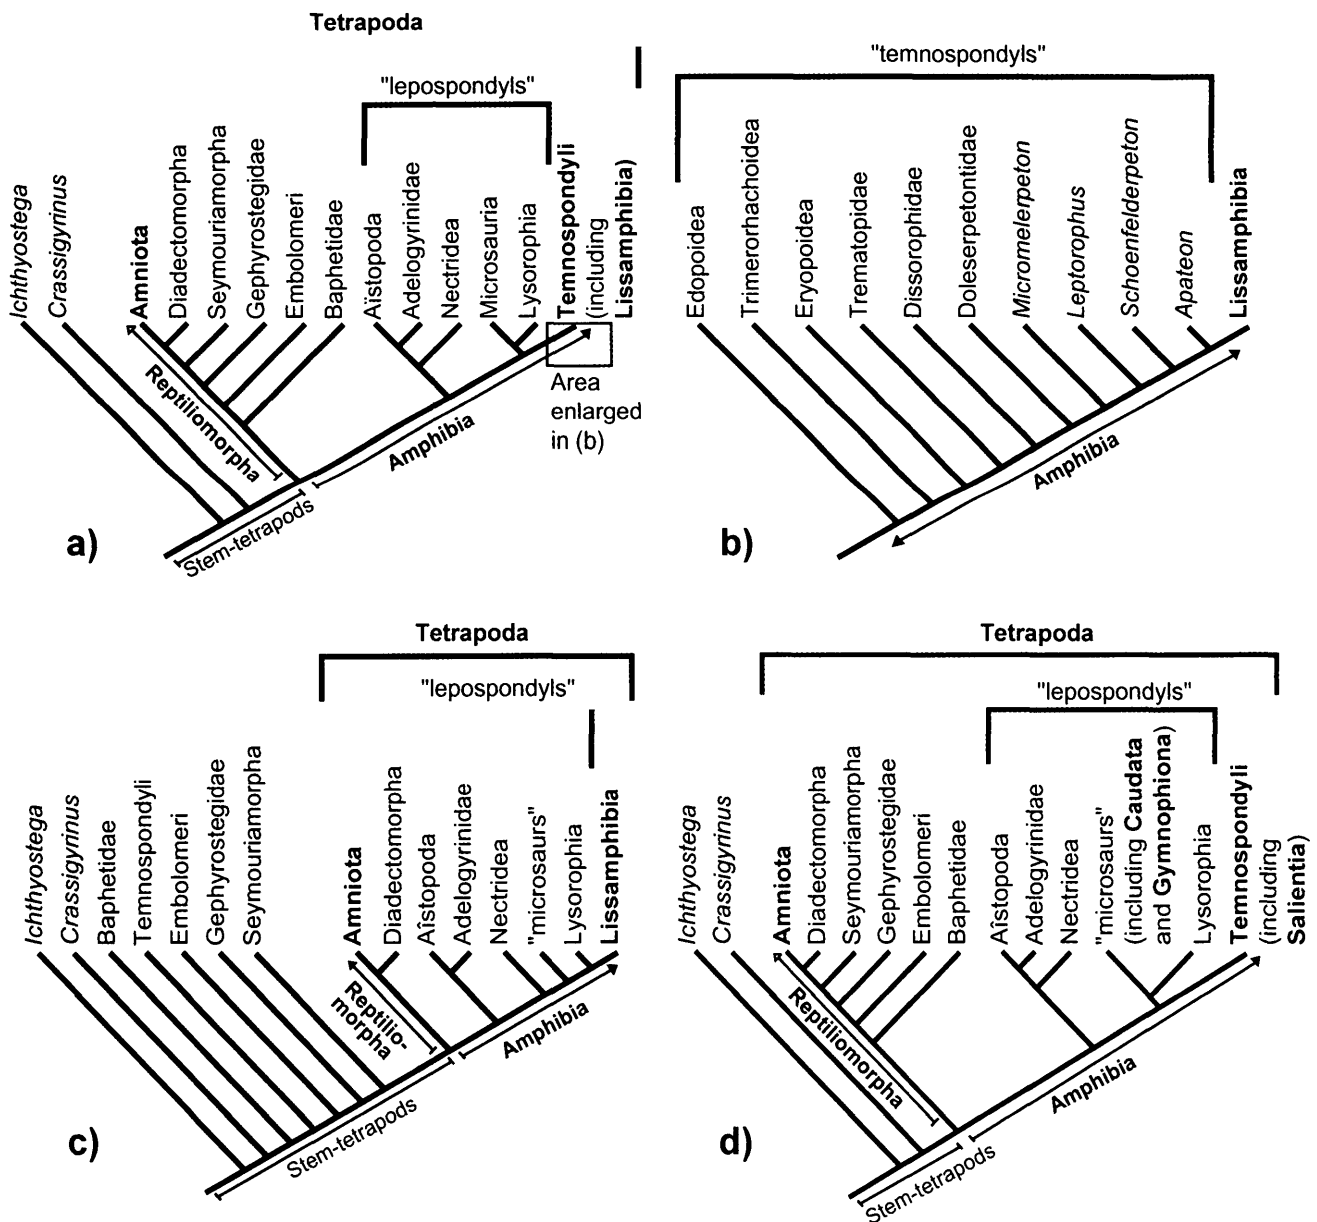 Tetrapoda
"lepospondyls"
Ichthyostega
Crassigyrinus
Amniota
Diadectomorpha
Seymouriamorpha
Gephyrostegidae
Embolomeri
Baphetidae
Aïstopoda
Adelogyrinidae
Nectridea
Microsauria
Lysorophia
Temnospondyli
(including
Lissamphibia)
Reptiliomorpha
Amphibia
Stem-tetrapods
Area
enlarged
in (b)
a)
"temnospondyls"
Edopoidea
Trimerorhachoidea
Eryopoidea
Trematopidae
Dissorophidae
Doleserpetontidae
Micromelerpeton
Leptorophus
Schoenfelderpeton
Apateon
Lissamphibia
Amphibia
b)
Tetrapoda
"lepospondyls"
Ichthyostega
Crassigyrinus
Baphetidae
Temnospondyli
Embolomeri
Gephyrostegidae
Seymouriamorpha
Amniota
Diadectomorpha
Aïstopoda
Adelogyrinidae
Nectridea
"microsaurs"
Lysorophia
Lissamphibia
Reptilio-
morpha
Amphibia
Stem-tetrapods
c)
Tetrapoda
"lepospondyls"
Ichthyostega
Crassigyrinus
Amniota
Diadectomorpha
Seymouriamorpha
Gephyrostegidae
Embolomeri
Baphetidae
Aïstopoda
Adelogyrinidae
Nectridea
"microsaurs"
(including Caudata
and Gymnophiona)
Lysorophia
Temnospondyli
(including
Salientia)
Reptiliomorpha
Amphibia
Stem-tetrapods
d)